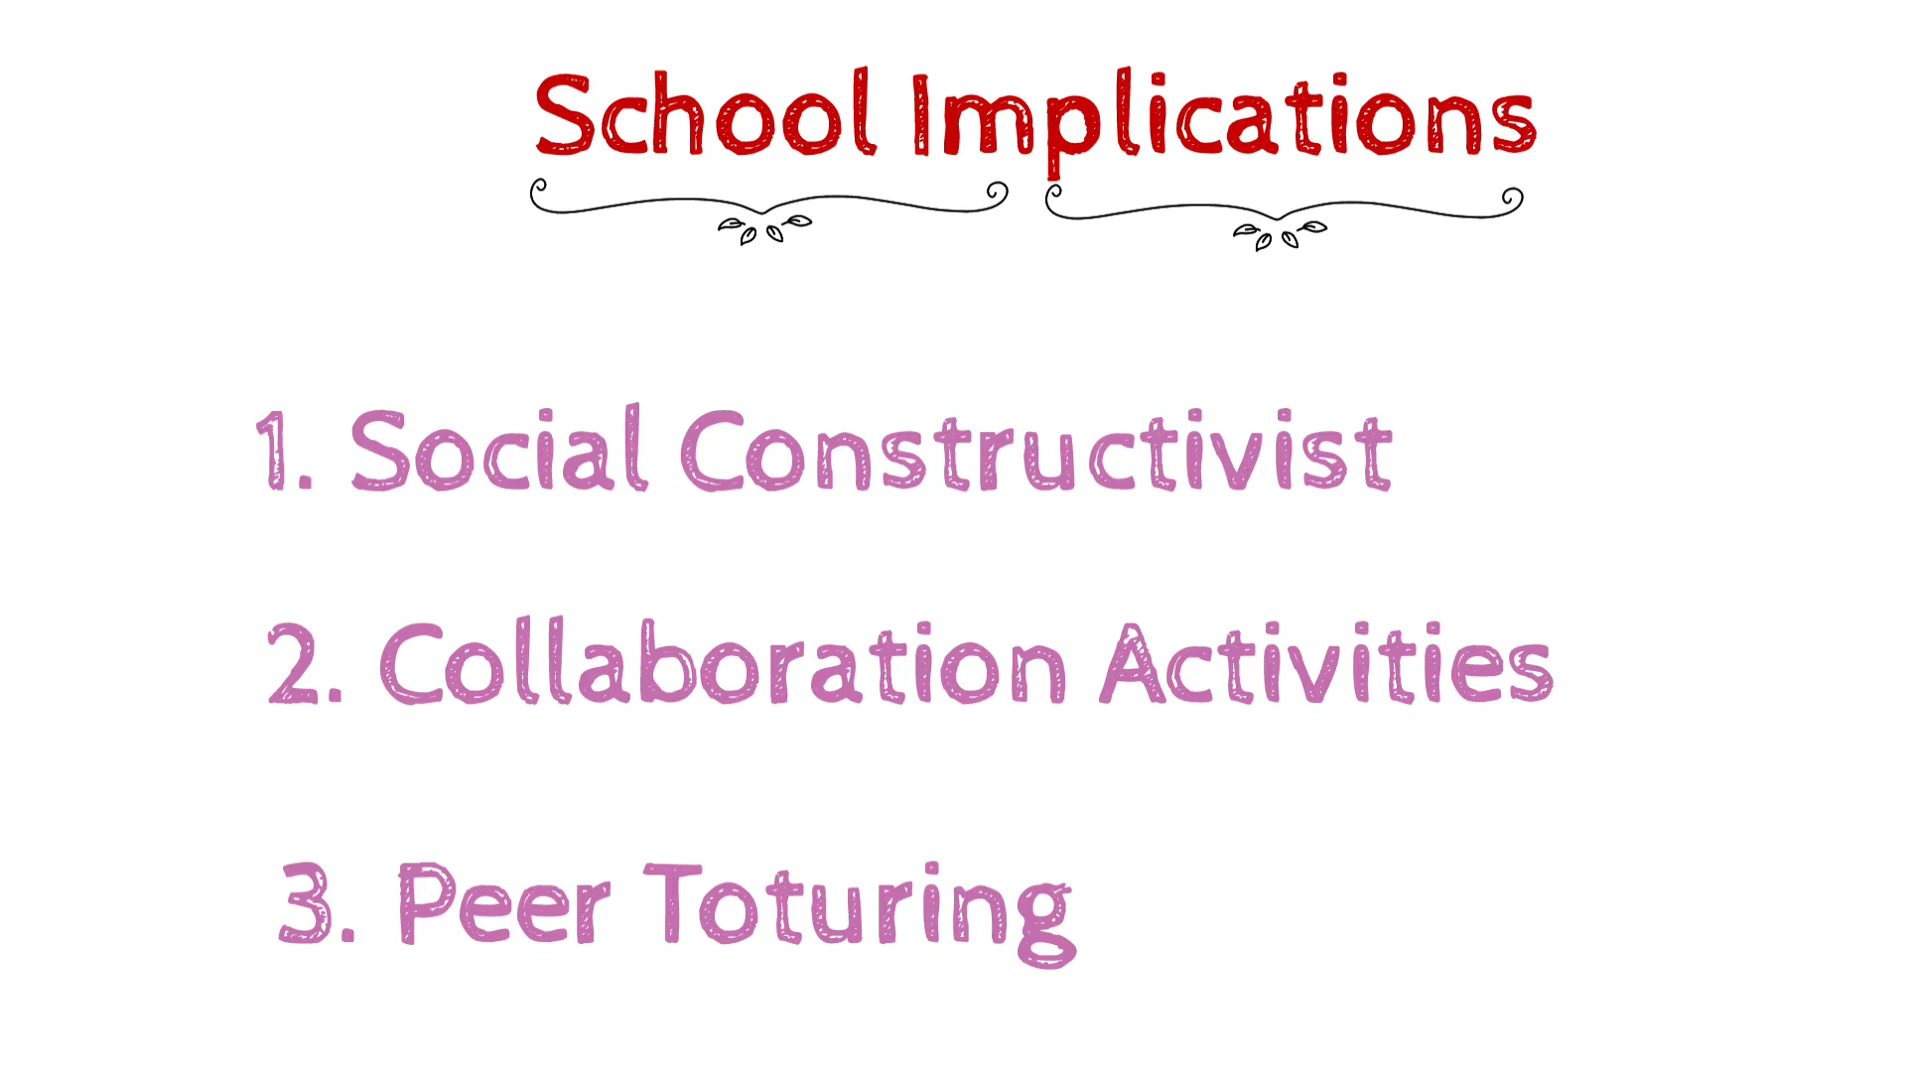 School Implications
1. Social Constructivist
2. Collaboration Activities
3. Peer Toturing